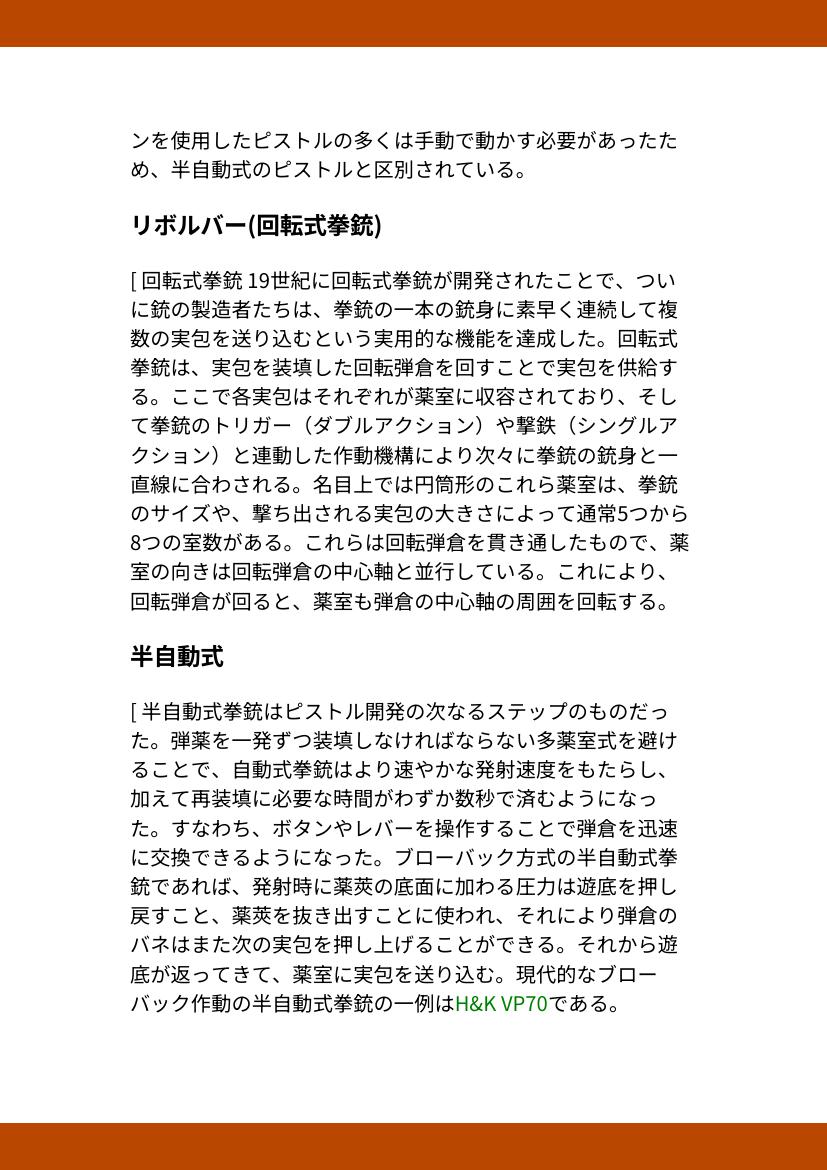 ンを使用したピストルの多くは手動で動かす必要があったた
め、半自動式のピストルと区別されている。
リボルバー(回転式拳銃)
[ 回転式拳銃 19世紀に回転式拳銃が開発されたことで、つい
に銃の製造者たちは、拳銃の一本の銃身に素早く連続して複
数の実包を送り込むという実用的な機能を達成した。回転式
拳銃は、実包を装填した回転弾倉を回すことで実包を供給す
る。ここで各実包はそれぞれが薬室に収容されており、そし
て拳銃のトリガー（ダブルアクション）や撃鉄（シングルア
クション）と連動した作動機構により次々に拳銃の銃身と一
直線に合わされる。名目上では円筒形のこれら薬室は、拳銃
のサイズや、撃ち出される実包の大きさによって通常5つから
8つの室数がある。これらは回転弾倉を貫き通したもので、薬
室の向きは回転弾倉の中心軸と並行している。これにより、
回転弾倉が回ると、薬室も弾倉の中心軸の周囲を回転する。
半自動式
[ 半自動式拳銃はピストル開発の次なるステップのものだっ
た。弾薬を一発ずつ装填しなければならない多薬室式を避け
ることで、自動式拳銃はより速やかな発射速度をもたらし、
加えて再装填に必要な時間がわずか数秒で済むようになっ
た。すなわち、ボタンやレバーを操作することで弾倉を迅速
に交換できるようになった。ブローバック方式の半自動式拳
銃であれば、発射時に薬莢の底面に加わる圧力は遊底を押し
戻すこと、薬莢を抜き出すことに使われ、それにより弾倉の
バネはまた次の実包を押し上げることができる。それから遊
底が返ってきて、薬室に実包を送り込む。現代的なブロー
バック作動の半自動式拳銃の一例はH&K VP70である。